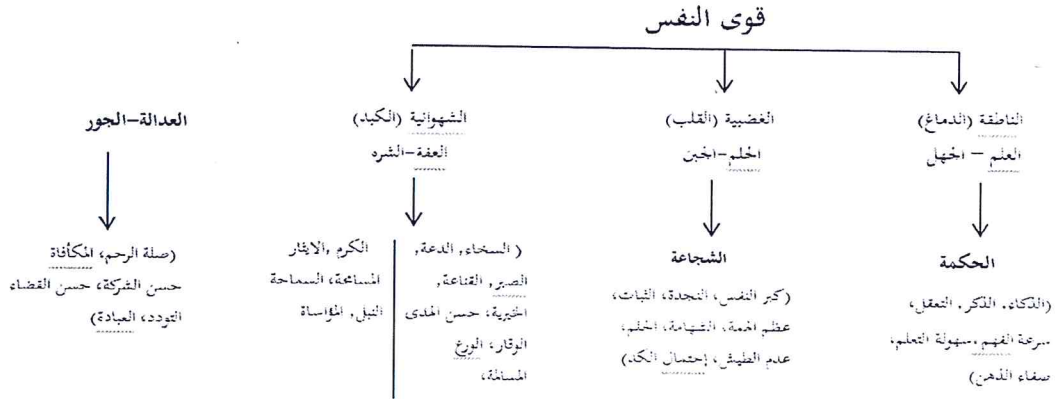 قوى النفس
الناطقة (الدماغ)
العلم – الجهل
الحكمة
(الذكاء، الذكر، التعقل،
سرعة الفهم، سهولة التعلم،
صفاء الذهن)
الغضبية (القلب)
الحلم-الجبن
الشجاعة
(كبر النفس، النجدة، الثبات،
عظم الهمة، الشهامة، الحلم،
عدم الطيش، إحتمال الكد)
الشهوانية (الكبد)
العفة-الشره
( السخاء, الدعة,
الصبر, القناعة,
الخيرية، حسن الهدى
الوقار، الورع
المسالمة،
الكرم ,الايثار
المسامحة، السماحة
النبل, المؤاساة
العدالة-الجور
(صلة الرحم، المكأفاة
حسن الشركة، حسن القضاء
التودد، العبادة)